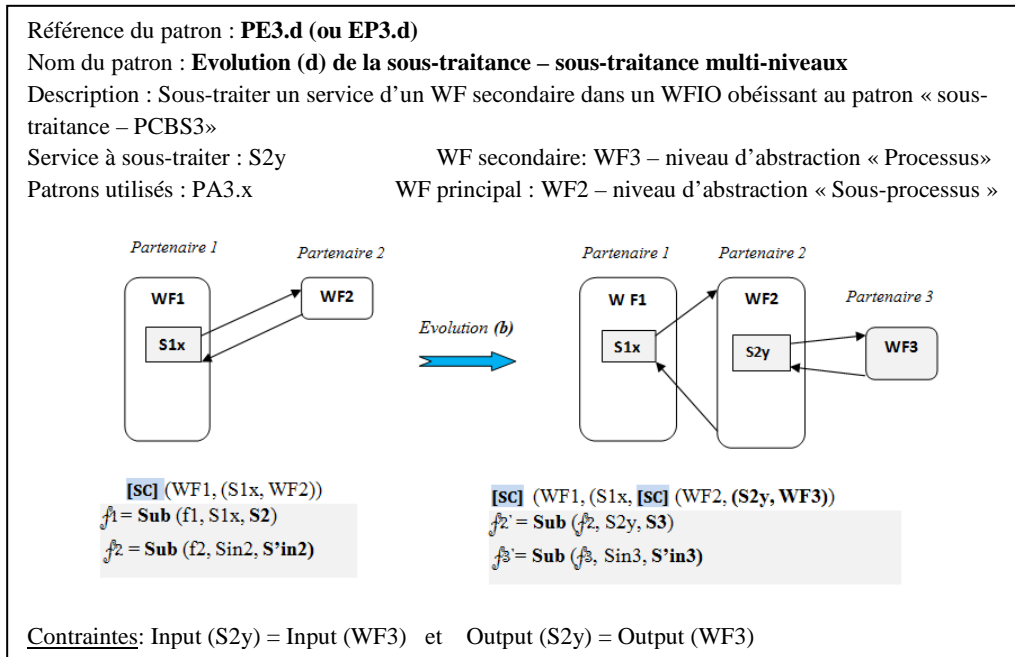 Référence du patron : PE3.d (ou EP3.d)
Nom du patron : Evolution (d) de la sous-traitance – sous-traitance multi-niveaux
Description : Sous-traiter un service d'un WF secondaire dans un WFIO obéissant au patron « sous-
traitance – PCBS3»
Service à sous-traiter : S2y WF secondaire: WF3 – niveau d'abstraction « Processus»
Patrons utilisés : PA3.x WF principal : WF2 – niveau d'abstraction « Sous-processus »
Partenaire 1 Partenaire 2 Partenaire 1 Partenaire 2
WF1 WF2 W F1 WF2 Partenaire 3
S1x Evolution (b) S1x S2y WF3
[SC] (WF1, (S1x, WF2)) [SC] (WF1, (S1x, [SC] (WF2, (S2y, WF3))
f1= Sub (f1, S1x, S2) f2'= Sub (f2, S2y, S3)
f2 = Sub (f2, Sin2, S'in2) f3'= Sub (f3, Sin3, S'in3)
Contraintes: Input (S2y) = Input (WF3) et Output (S2y) = Output (WF3)